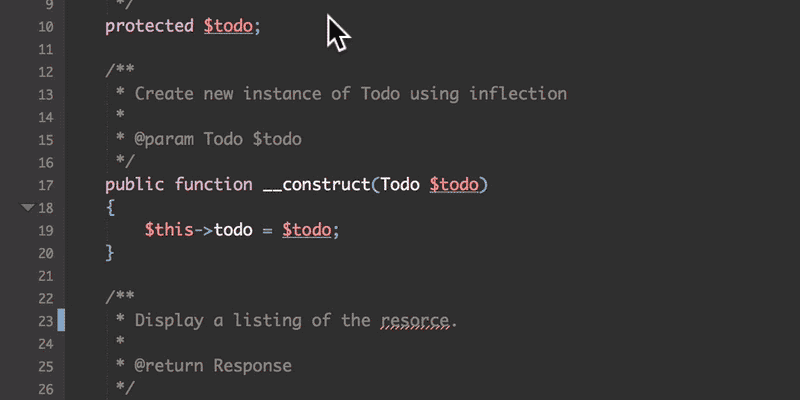 9 */
10 protected $todo;
11
12 /**
13 * Create new instance of Todo using inflection
14 *
15 * @param Todo $todo
16 */
17 public function __construct(Todo $todo)
18 {
19 $this->todo = $todo;
20 }
21
22 /**
23 * Display a listing of the resorce.
24 *
25 * @return Response
26 */